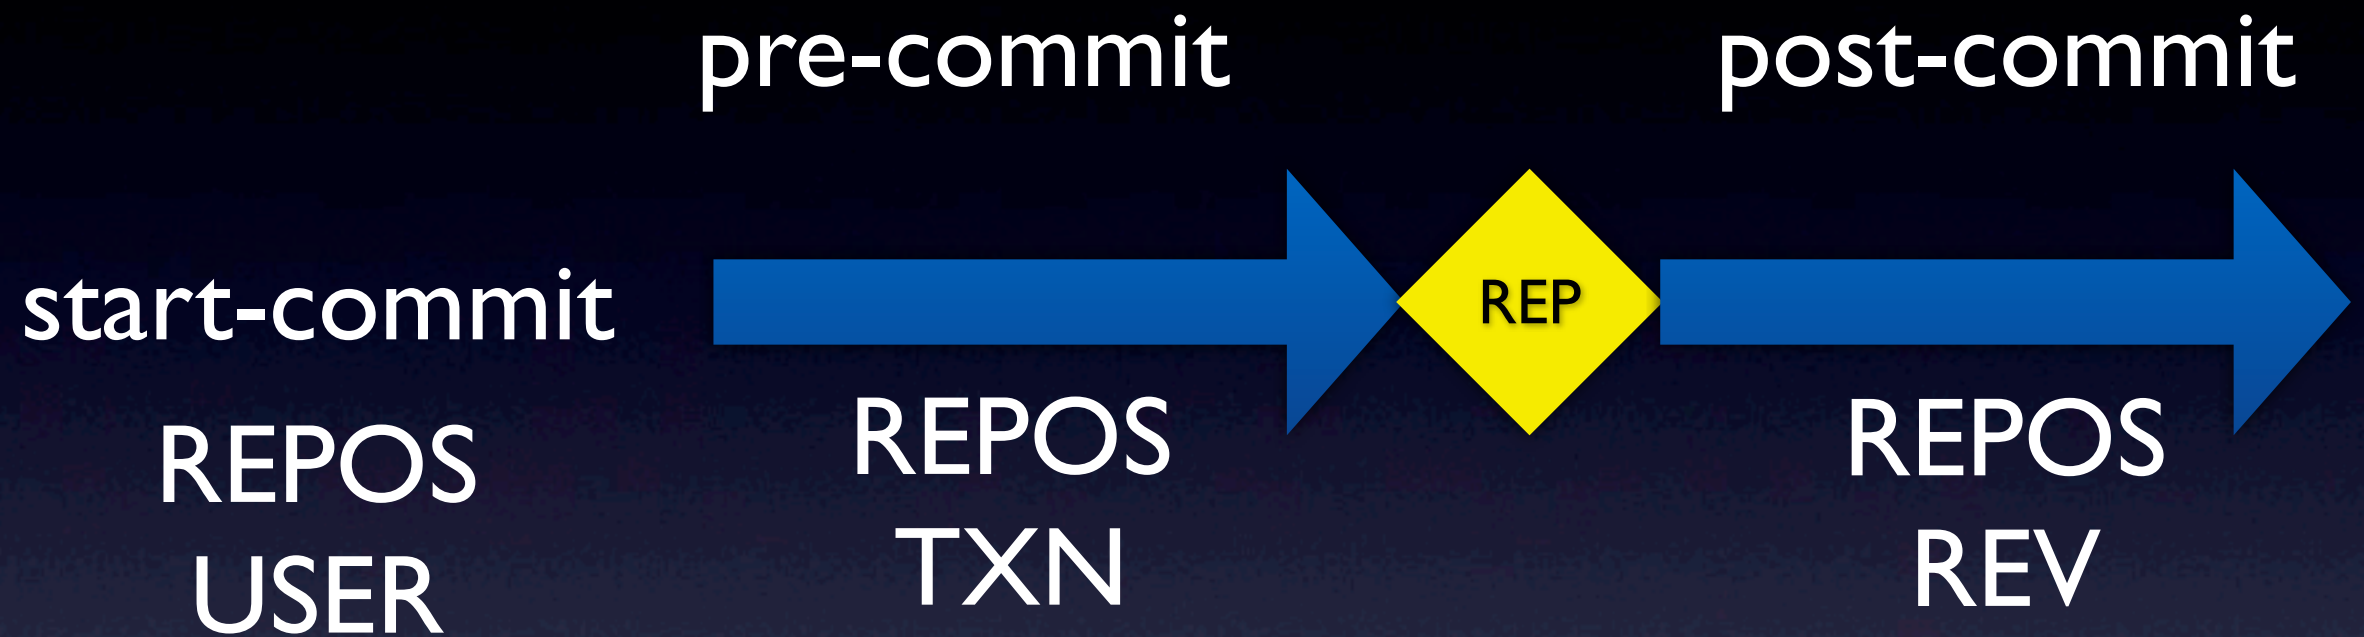 pre-commit
post-commit
start-commit
REP
REPOS
USER
REPOS
TXN
REPOS
REV